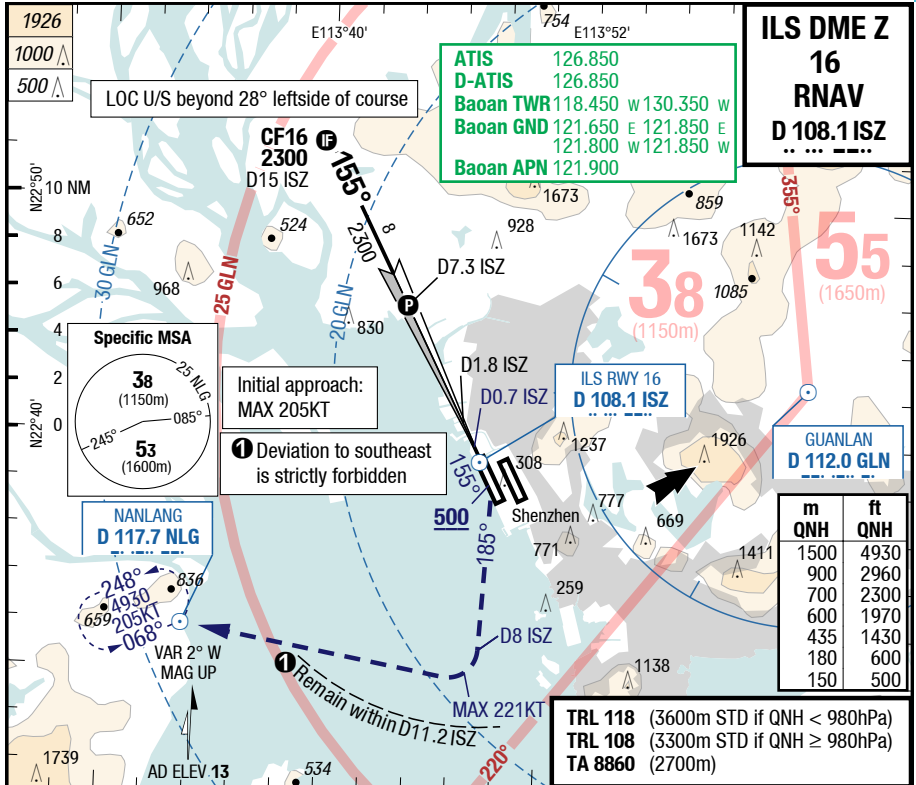 1926
1000
500
E113°40'
754
E113°52'
ILS DME Z
16
RNAV
D 108.1 ISZ
ATIS 126.850
D-ATIS 126.850
Baoan TWR 118.450 W 130.350 W
Baoan GND 121.650 E 121.850 E
121.800 W 121.850 W
Baoan APN 121.900
LOC U/S beyond 28° leftside of course
CF16 IF
2300
D15 ISZ
155°
8
2300
N22°50'
10 NM
8
6
4
2
0
N22°40'
652
524
968
830
928
1673
859
1673
1142
1085
355°
30 GLN
25 GLN
20 GLN
D7.3 ISZ
P
38
(1150m)
55
(1650m)
Specific MSA
38
(1150m)
25 NLG
085°
245°
53
(1600m)
Initial approach:
MAX 205KT
1 Deviation to southeast
is strictly forbidden
D1.8 ISZ
D0.7 ISZ
ILS RWY 16
D 108.1 ISZ
1237
308
1926
GUANLAN
D 112.0 GLN
155°
500
Shenzhen
777
771
669
1411
259
1138
185°
NANLANG
D 117.7 NLG
248°
4930
205KT
068°
836
659
VAR 2° W
MAG UP
D8 ISZ
MAX 221KT
1 Remain within D11.2 ISZ
220°
1739
AD ELEV 13
534
m ft
QNH QNH
1500 4930
900 2960
700 2300
600 1970
435 1430
180 600
150 500
TRL 118 (3600m STD if QNH < 980hPa)
TRL 108 (3300m STD if QNH ≥ 980hPa)
TA 8860 (2700m)